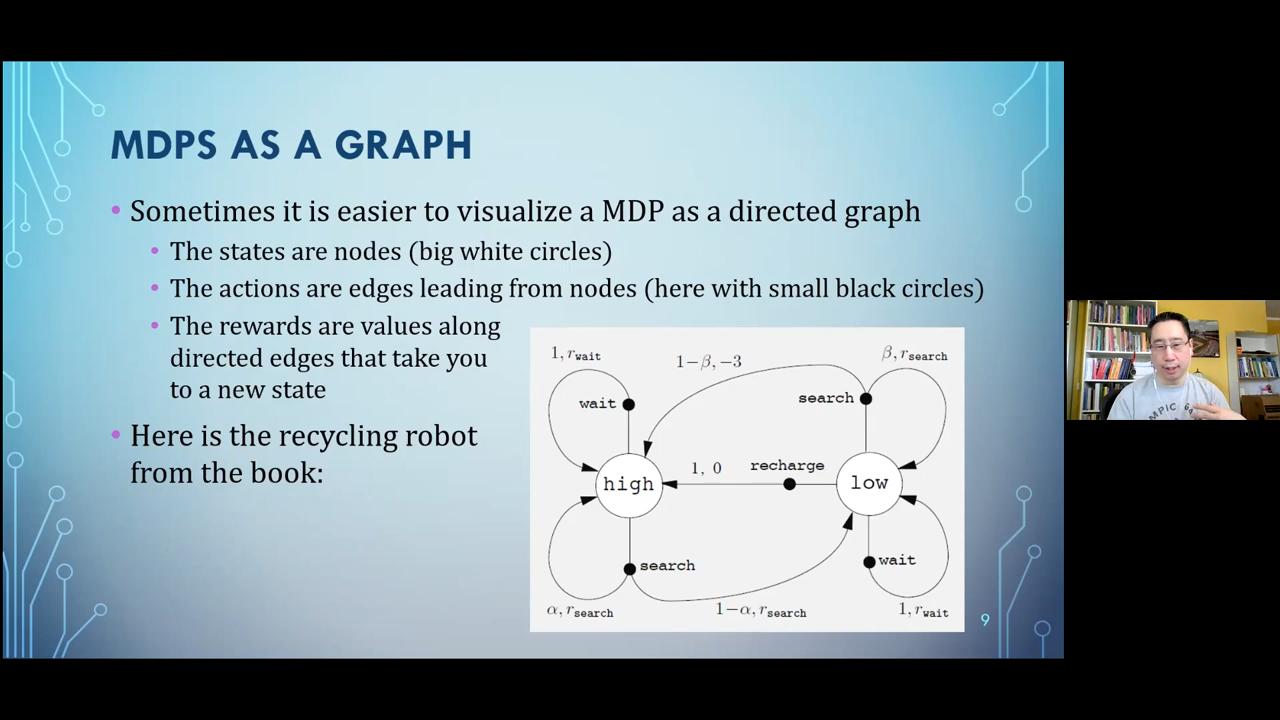 MDPS AS A GRAPH
• Sometimes it is easier to visualize a MDP as a directed graph
• The states are nodes (big white circles)
• The actions are edges leading from nodes (here with small black circles)
• The rewards are values along
directed edges that take you
to a new state
• Here is the recycling robot
from the book:
1, r_wait
1−β, −3
β, r_search
wait
search
high
1, 0
recharge
low
search
wait
α, r_search
1−α, r_search
1, r_wait
9